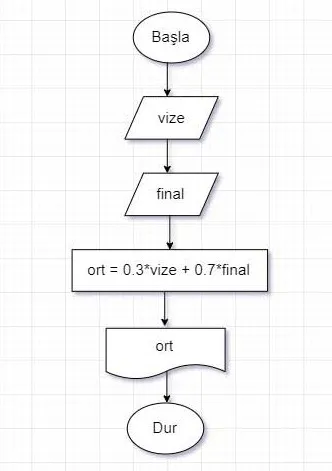 Başla
vize
final
ort = 0.3*vize + 0.7*final
ort
Dur